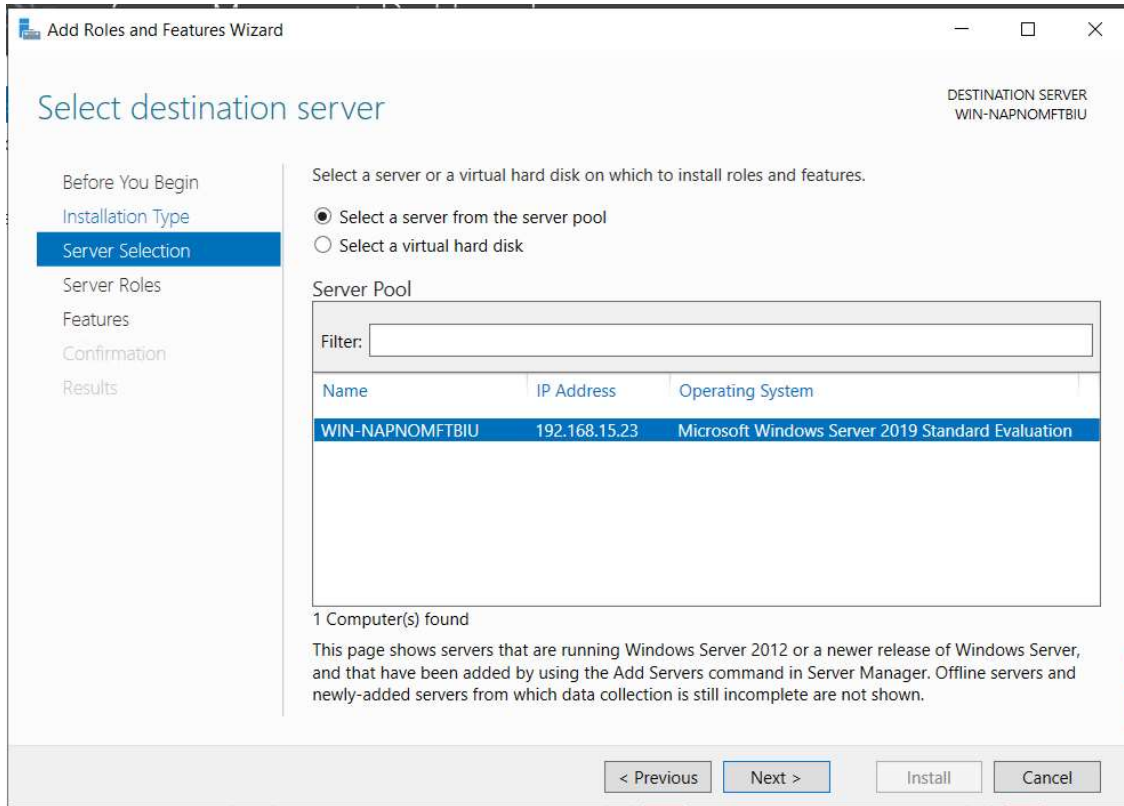 Add Roles and Features Wizard
Select destination server
DESTINATION SERVER
WIN-NAPNOMFTBIU
Before You Begin
Installation Type
Server Selection
Server Roles
Features
Confirmation
Results
Select a server or a virtual hard disk on which to install roles and features.
Select a server from the server pool
Select a virtual hard disk
Server Pool
Filter:
Name IP Address Operating System
WIN-NAPNOMFTBIU 192.168.15.23 Microsoft Windows Server 2019 Standard Evaluation
1 Computer(s) found
This page shows servers that are running Windows Server 2012 or a newer release of Windows Server,
and that have been added by using the Add Servers command in Server Manager. Offline servers and
newly-added servers from which data collection is still incomplete are not shown.
< Previous Next > Install Cancel